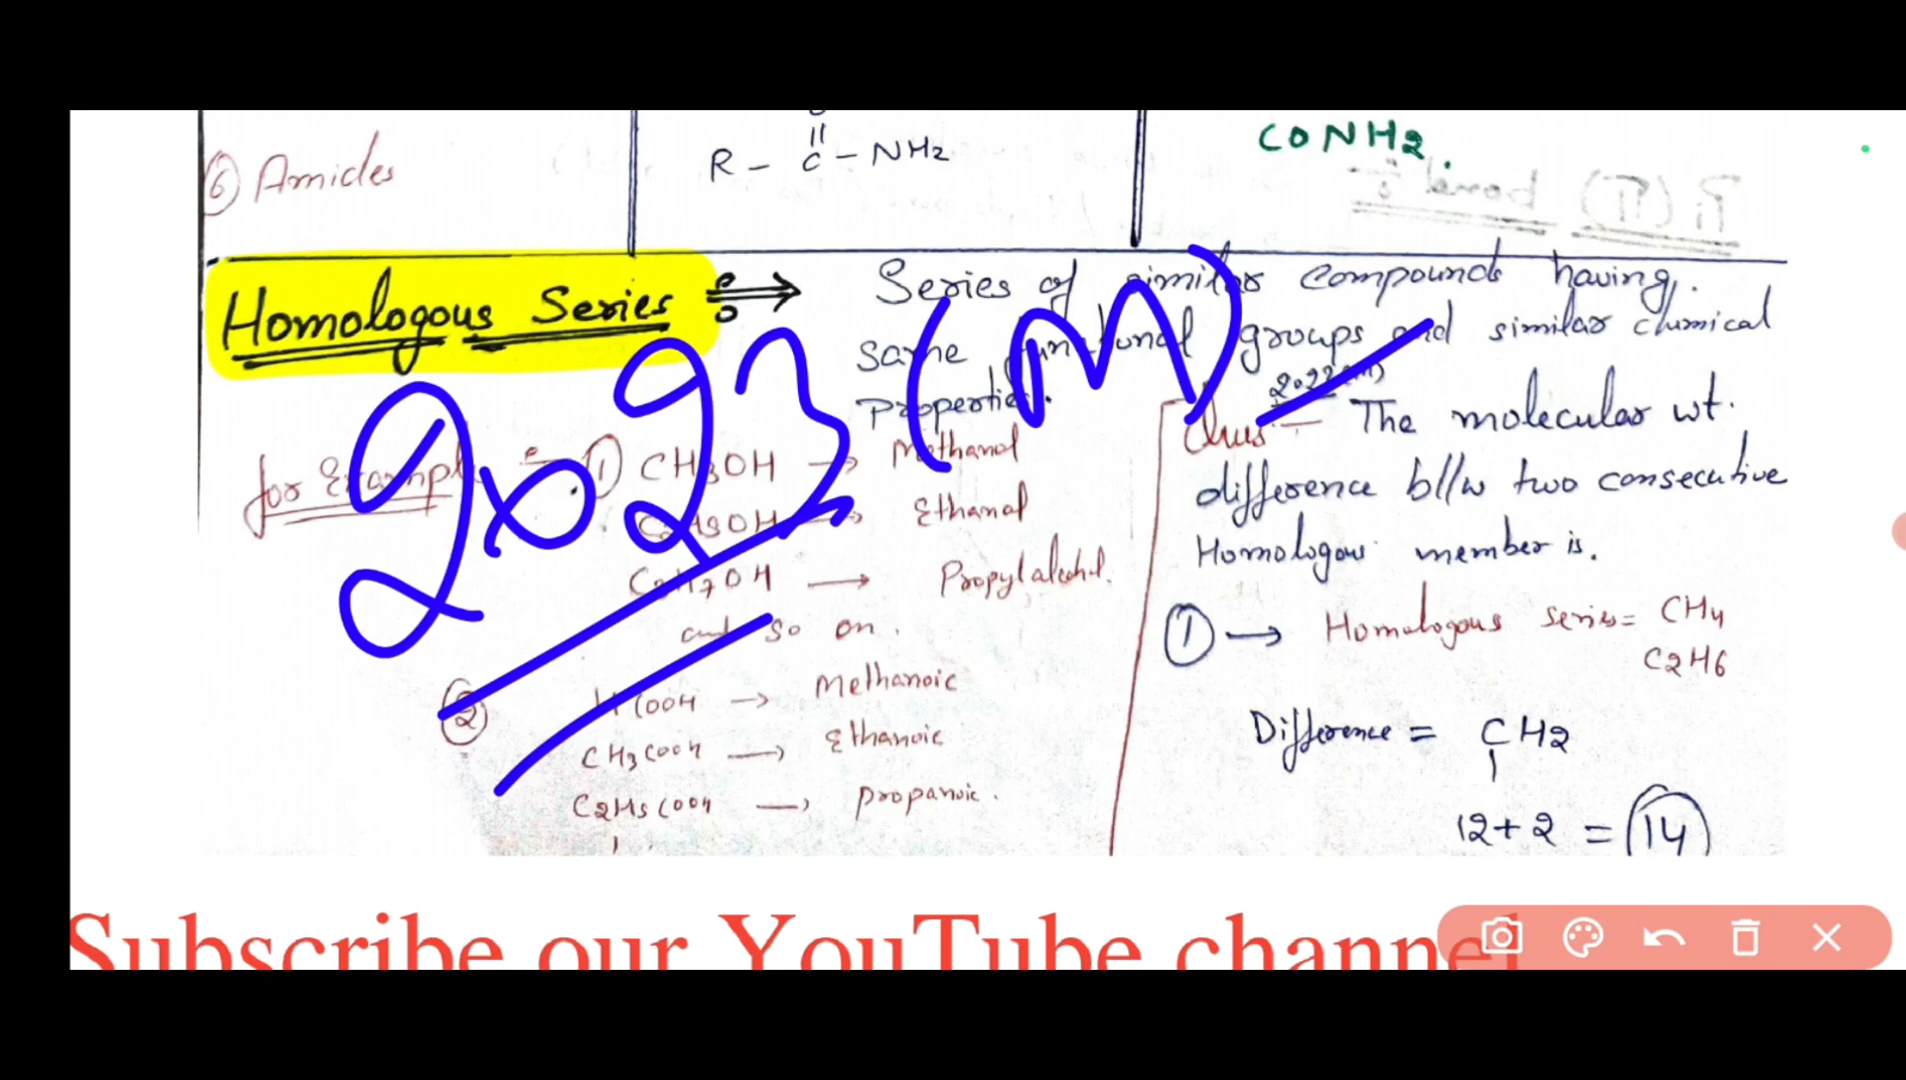 CONH2.
⑥ Amides
R - C - NH2
Homologous Series ⇒ Series of similar compounds having
same functional groups and similar chemical
properties.
2023 (M)
for Example :- ① CH3OH → Methanol
C2H5OH → Ethanol
C3H7OH → Propyl alcohol.
and so on.
② HCOOH → Methanoic
CH3COOH → Ethanoic
C2H5COOH → propanoic.
2022(M)
The molecular wt.
difference b//w two consecutive
Homologous member is.
① → Homologous series = CH4
C2H6
Difference = CH2
12+2 = 14
Subscribe our YouTube channel